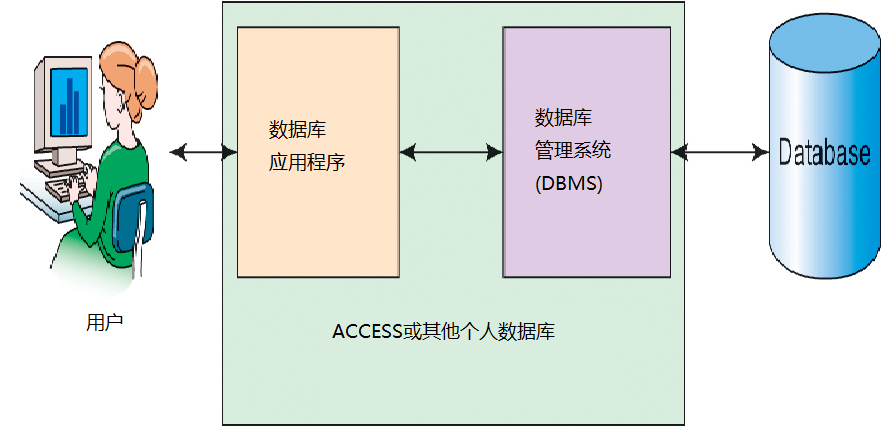 用户
数据库
应用程序
数据库
管理系统
(DBMS)
Database
ACCESS或其他个人数据库